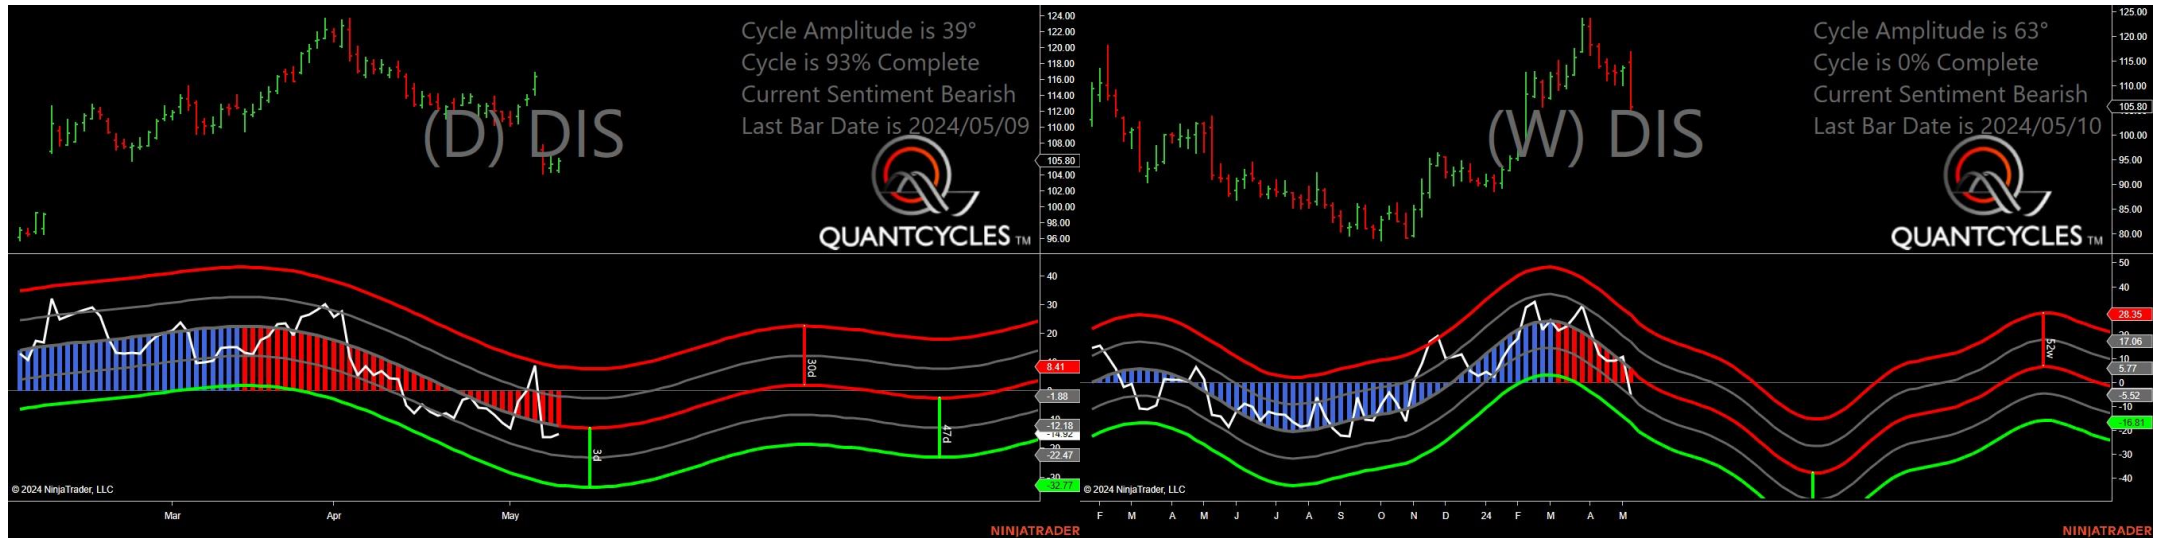 Cycle Amplitude is 39°
Cycle is 93% Complete
Current Sentiment Bearish
Last Bar Date is 2024/05/09
(D) DIS
QUANTCYCLES TM
124.00
122.00
120.00
118.00
116.00
114.00
112.00
110.00
108.00
105.80
104.00
102.00
100.00
98.00
96.00
40
30
20
8.41
-1.88
-12.18
-14.92
-22.47
-32.77
30d
47d
3d
© 2024 NinjaTrader, LLC
Mar Apr May
NINJATRADER
Cycle Amplitude is 63°
Cycle is 0% Complete
Current Sentiment Bearish
Last Bar Date is 2024/05/10
(W) DIS
QUANTCYCLES TM
125.00
120.00
115.00
110.00
105.80
100.00
95.00
90.00
85.00
80.00
50
40
28.35
17.06
10
5.77
0
-5.52
-10
-16.81
-30
-40
52w
© 2024 NinjaTrader, LLC
F M A M J J A S O N D 24 F M A M
NINJATRADER